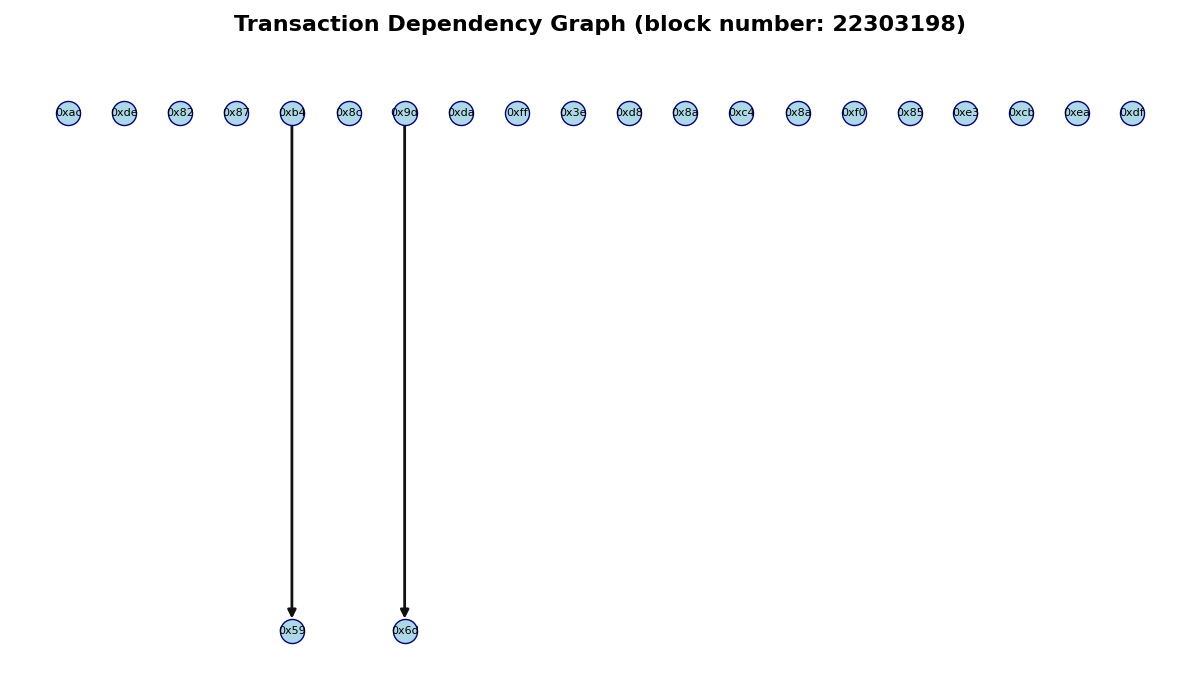 Transaction Dependency Graph (block number: 22303198)
0xac 0xde 0x82 0x87 0xb4 0x8c 0x9d 0xda 0xff 0x3e 0xd8 0x8a 0xc4 0x8a 0xf0 0x85 0xe3 0xcb 0xea 0xdf
0x59 0x6d